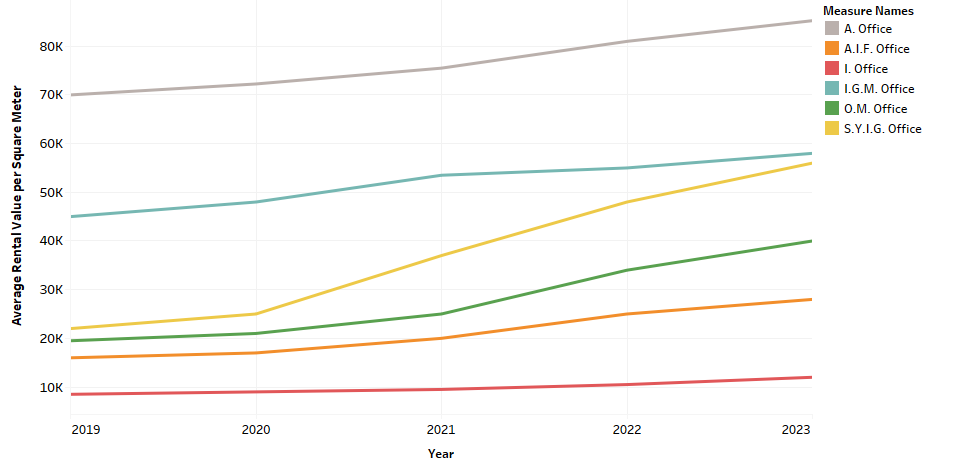 Measure Names
A. Office
A.I.F. Office
I. Office
I.G.M. Office
O.M. Office
S.Y.I.G. Office
Average Rental Value per Square Meter
80K
70K
60K
50K
40K
30K
20K
10K
2019 2020 2021 2022 2023
Year